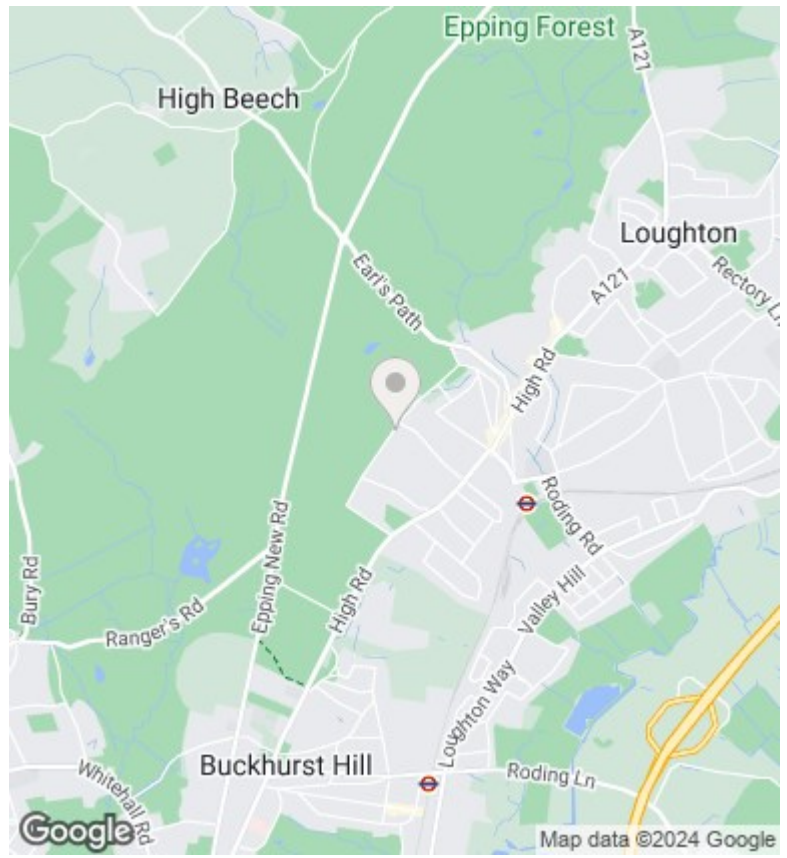 Epping Forest
A121
High Beech
Loughton
Rectory Ln
A121
Earl's Path
High Rd
Roding Rd
Epping New Rd
Bury Rd
High Rd
Valley Hill
Ranger's Rd
Loughton Way
Buckhurst Hill
Whitehall Rd
Roding Ln
Google
Map data ©2024 Google